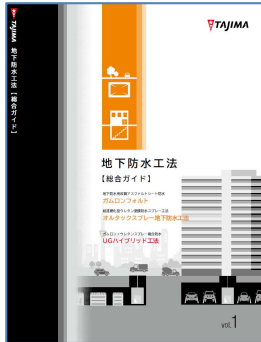 TAJIMA 地下防水工法【総合ガイド】
TAJIMA
地下防水工法
【総合ガイド】
ガムロンフォルト
オルタックスプレー地下防水工法
UGハイブリッド工法
vol.1